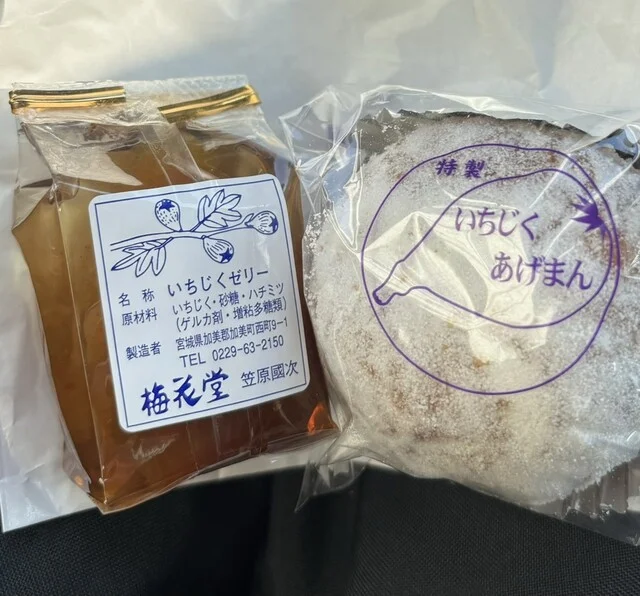 名称 いちじくゼリー
原材料 いちじく・砂糖・ハチミツ
(ゲルカ剤・増粘多糖類)
製造者 宮城県加美郡加美町西町9-1
TEL 0229-63-2150
梅花堂 笠原國次
特製
いちじく
あげまん